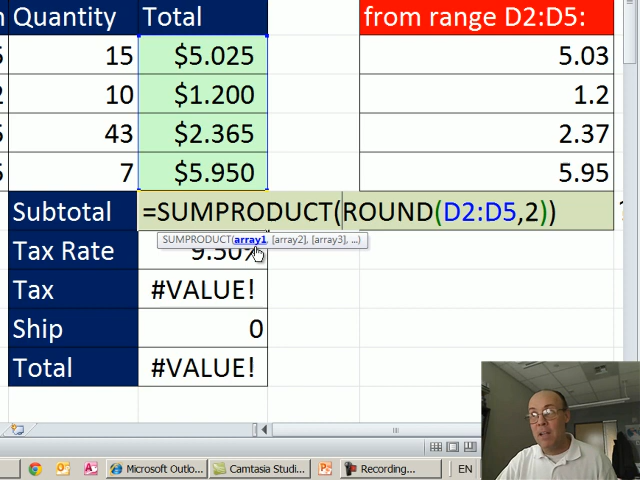 Quantity Total from range D2:D5:
15 $5.025 5.03
10 $1.200 1.2
43 $2.365 2.37
7 $5.950 5.95
Subtotal =SUMPRODUCT(ROUND(D2:D5,2))
SUMPRODUCT(array1, [array2], [array3], ...)
Tax Rate 9.50%
Tax #VALUE!
Ship 0
Total #VALUE!
Microsoft Outlo... Camtasia Studi... Recording... EN